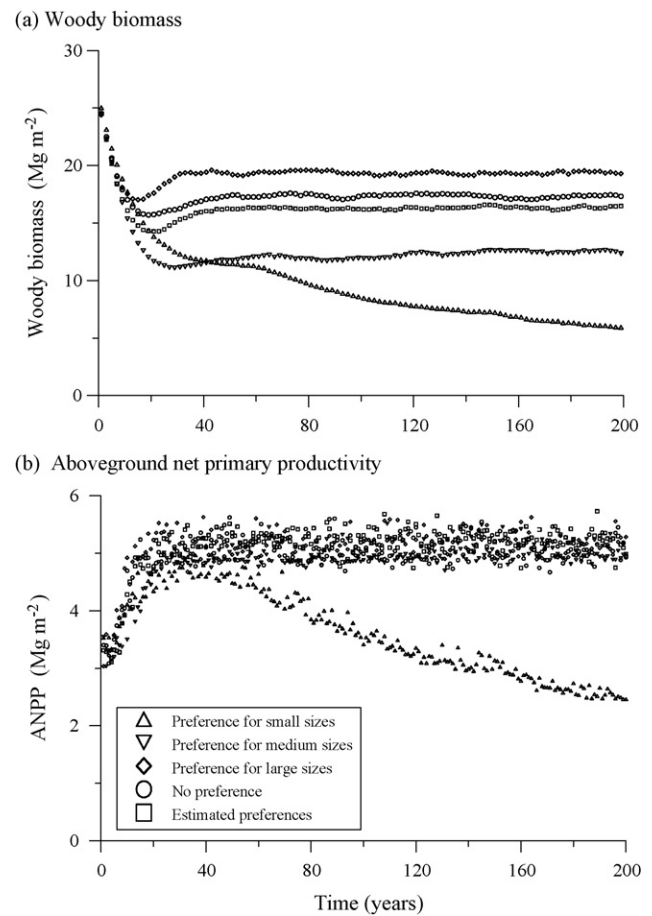 (a) Woody biomass
30
20
10
0
Woody biomass (Mg m-2)
0 40 80 120 160 200
(b) Aboveground net primary productivity
6
4
2
0
ANPP (Mg m-2)
Preference for small sizes
Preference for medium sizes
Preference for large sizes
No preference
Estimated preferences
0 40 80 120 160 200
Time (years)